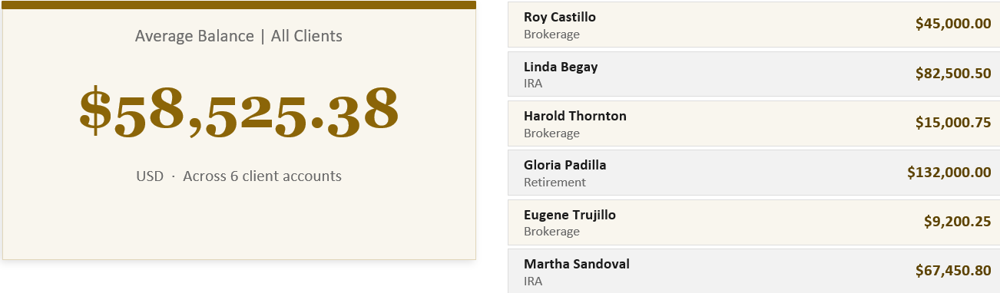 Average Balance | All Clients
$58,525.38
USD · Across 6 client accounts
Roy Castillo
Brokerage
$45,000.00
Linda Begay
IRA
$82,500.50
Harold Thornton
Brokerage
$15,000.75
Gloria Padilla
Retirement
$132,000.00
Eugene Trujillo
Brokerage
$9,200.25
Martha Sandoval
IRA
$67,450.80